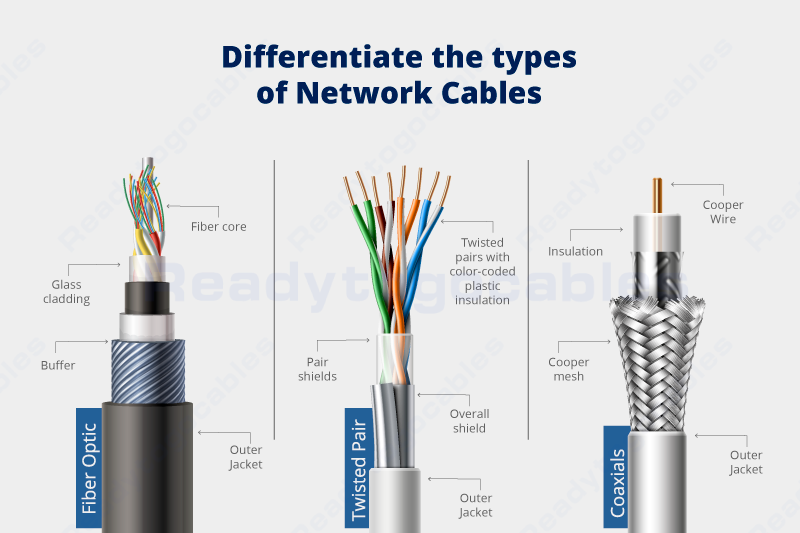 Differentiate the types
of Network Cables
Fiber core
Glass
cladding
Buffer
Outer
Jacket
Fiber Optic
Twisted
pairs with
color-coded
plastic
insulation
Pair
shields
Overall
shield
Outer
Jacket
Twisted Pair
Cooper
Wire
Insulation
Cooper
mesh
Outer
Jacket
Coaxials
Readytogocables